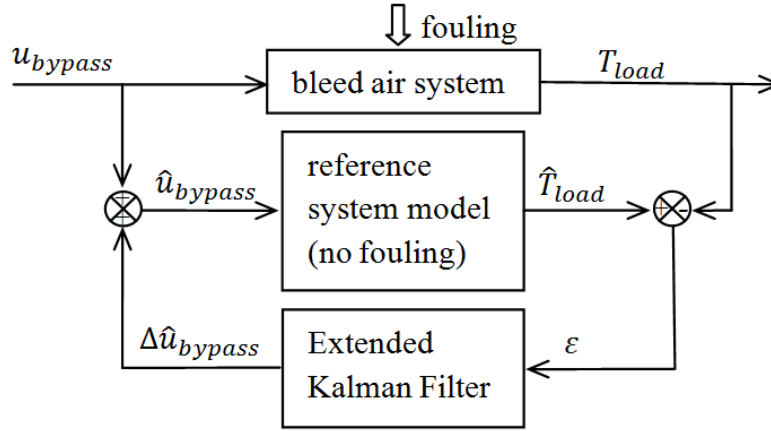 fouling
u_bypass
bleed air system
T_load
û_bypass
reference
system model
(no fouling)
T̂_load
+
+
+ -
Δû_bypass
Extended
Kalman Filter
ε